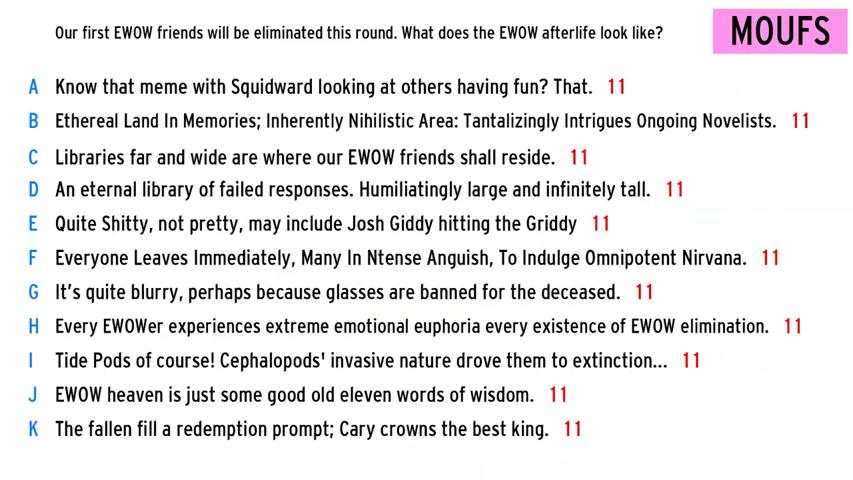 Our first EWOW friends will be eliminated this round. What does the EWOW afterlife look like?
MOUFS
A Know that meme with Squidward looking at others having fun? That. 11
B Ethereal Land In Memories; Inherently Nihilistic Area: Tantalizingly Intrigues Ongoing Novelists. 11
C Libraries far and wide are where our EWOW friends shall reside. 11
D An eternal library of failed responses. Humiliatingly large and infinitely tall. 11
E Quite Shitty, not pretty, may include Josh Giddy hitting the Griddy 11
F Everyone Leaves Immediately, Many In Ntense Anguish, To Indulge Omnipotent Nirvana. 11
G It's quite blurry, perhaps because glasses are banned for the deceased. 11
H Every EWOWer experiences extreme emotional euphoria every existence of EWOW elimination. 11
I Tide Pods of course! Cephalopods' invasive nature drove them to extinction... 11
J EWOW heaven is just some good old eleven words of wisdom. 11
K The fallen fill a redemption prompt; Cary crowns the best king. 11